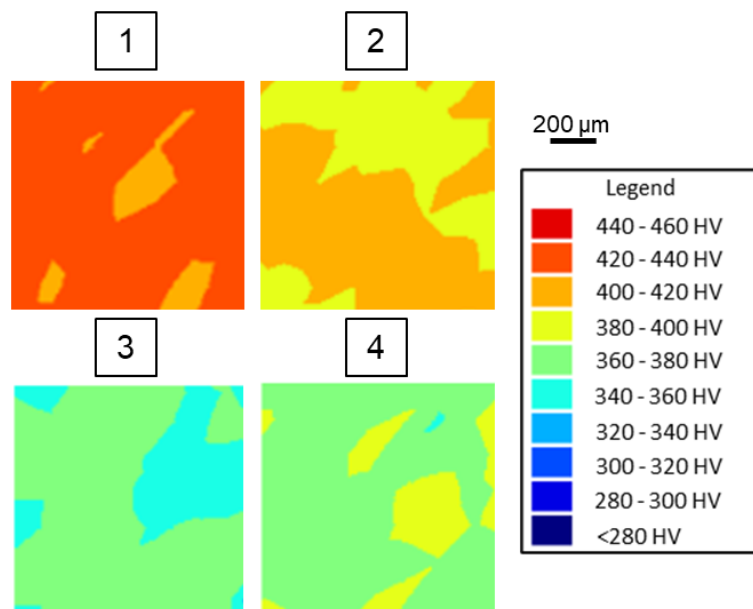 1
2
200 µm
Legend
440 - 460 HV
420 - 440 HV
400 - 420 HV
380 - 400 HV
360 - 380 HV
340 - 360 HV
320 - 340 HV
300 - 320 HV
280 - 300 HV
<280 HV
3
4